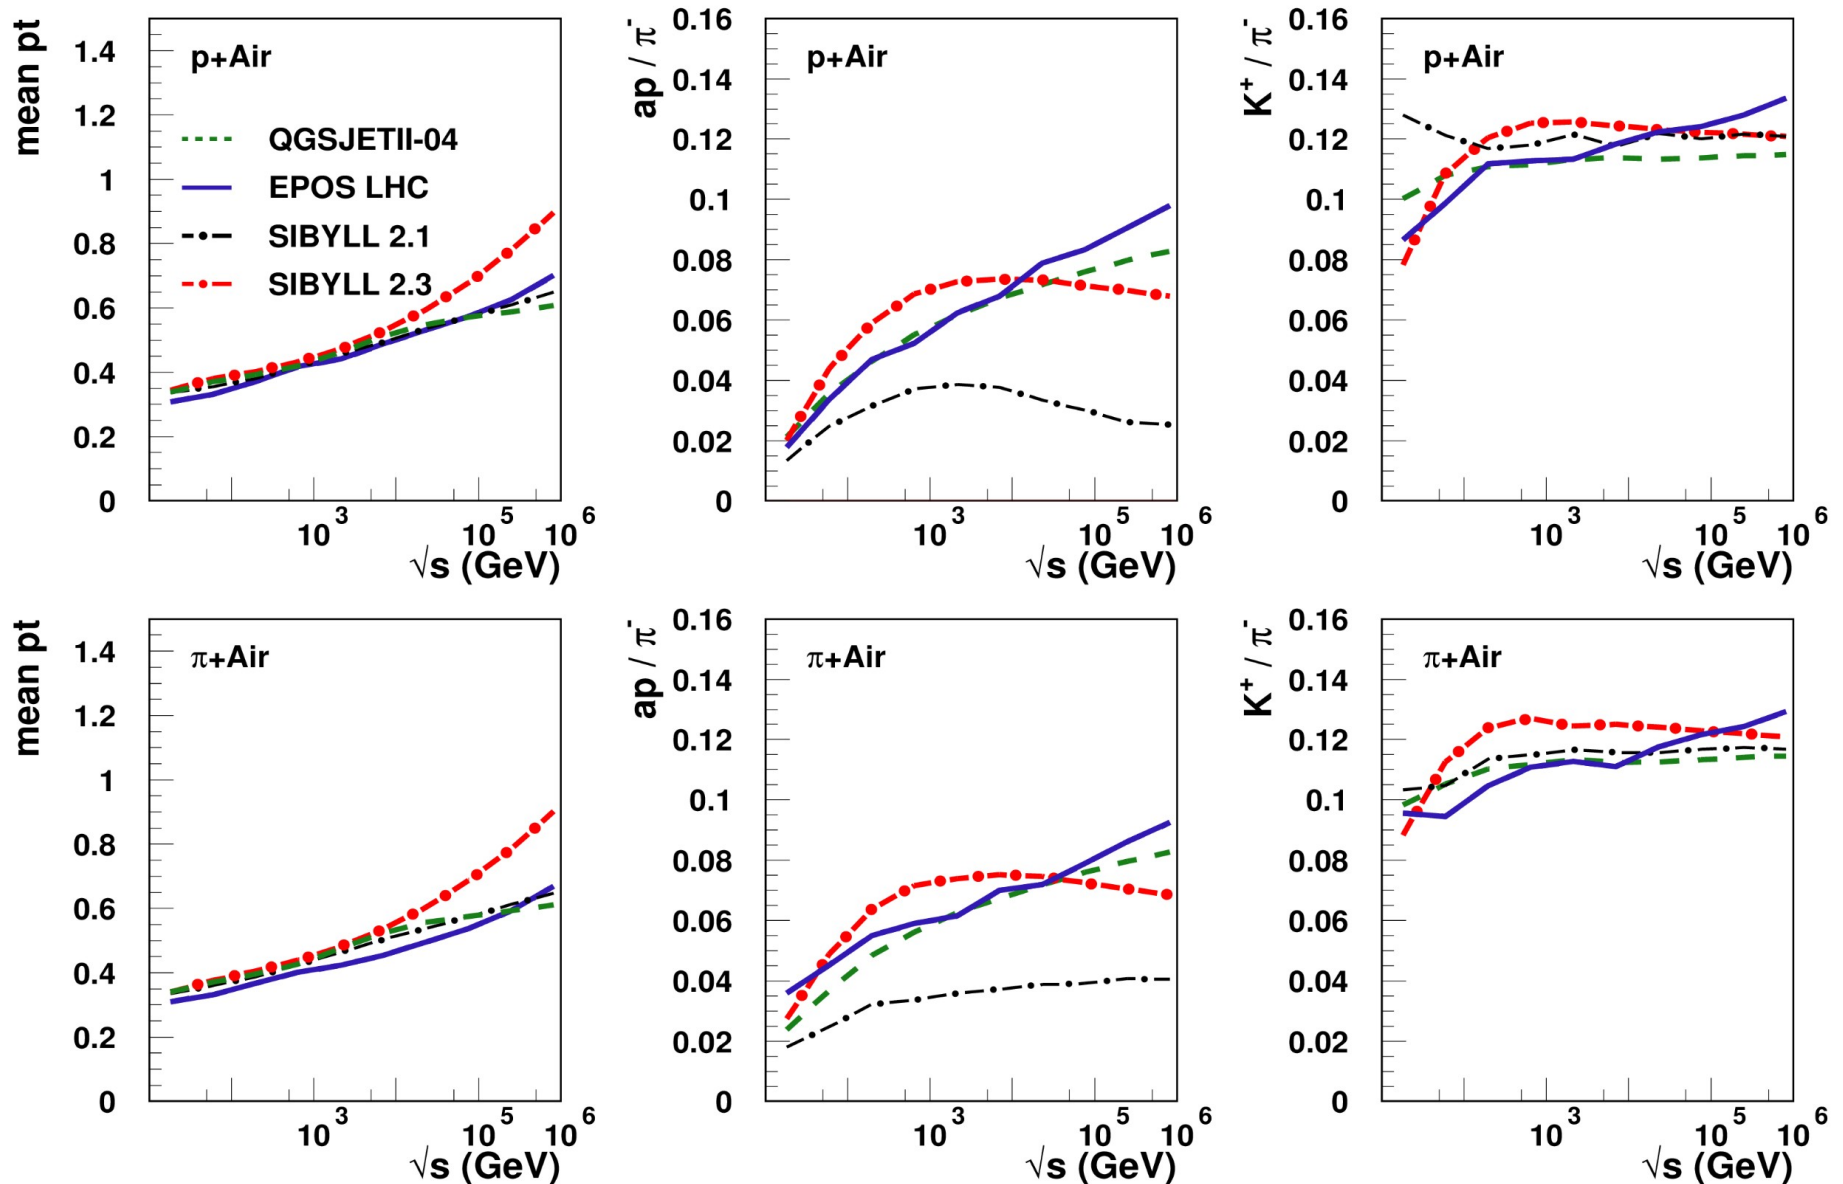 mean pt
1.4
1.2
1
0.8
0.6
0.4
0.2
0
p+Air
QGSJETII-04
EPOS LHC
SIBYLL 2.1
SIBYLL 2.3
10^3 10^5 10^6
√s (GeV)
ap / π^-
0.16
0.14
0.12
0.1
0.08
0.06
0.04
0.02
0
p+Air
10^3 10^5 10^6
√s (GeV)
K^+ / π^-
0.16
0.14
0.12
0.1
0.08
0.06
0.04
0.02
0
p+Air
10^3 10^5 10^6
√s (GeV)
mean pt
1.4
1.2
1
0.8
0.6
0.4
0.2
0
π+Air
10^3 10^5 10^6
√s (GeV)
ap / π^-
0.16
0.14
0.12
0.1
0.08
0.06
0.04
0.02
0
π+Air
10^3 10^5 10^6
√s (GeV)
K^+ / π^-
0.16
0.14
0.12
0.1
0.08
0.06
0.04
0.02
0
π+Air
10^3 10^5 10^6
√s (GeV)